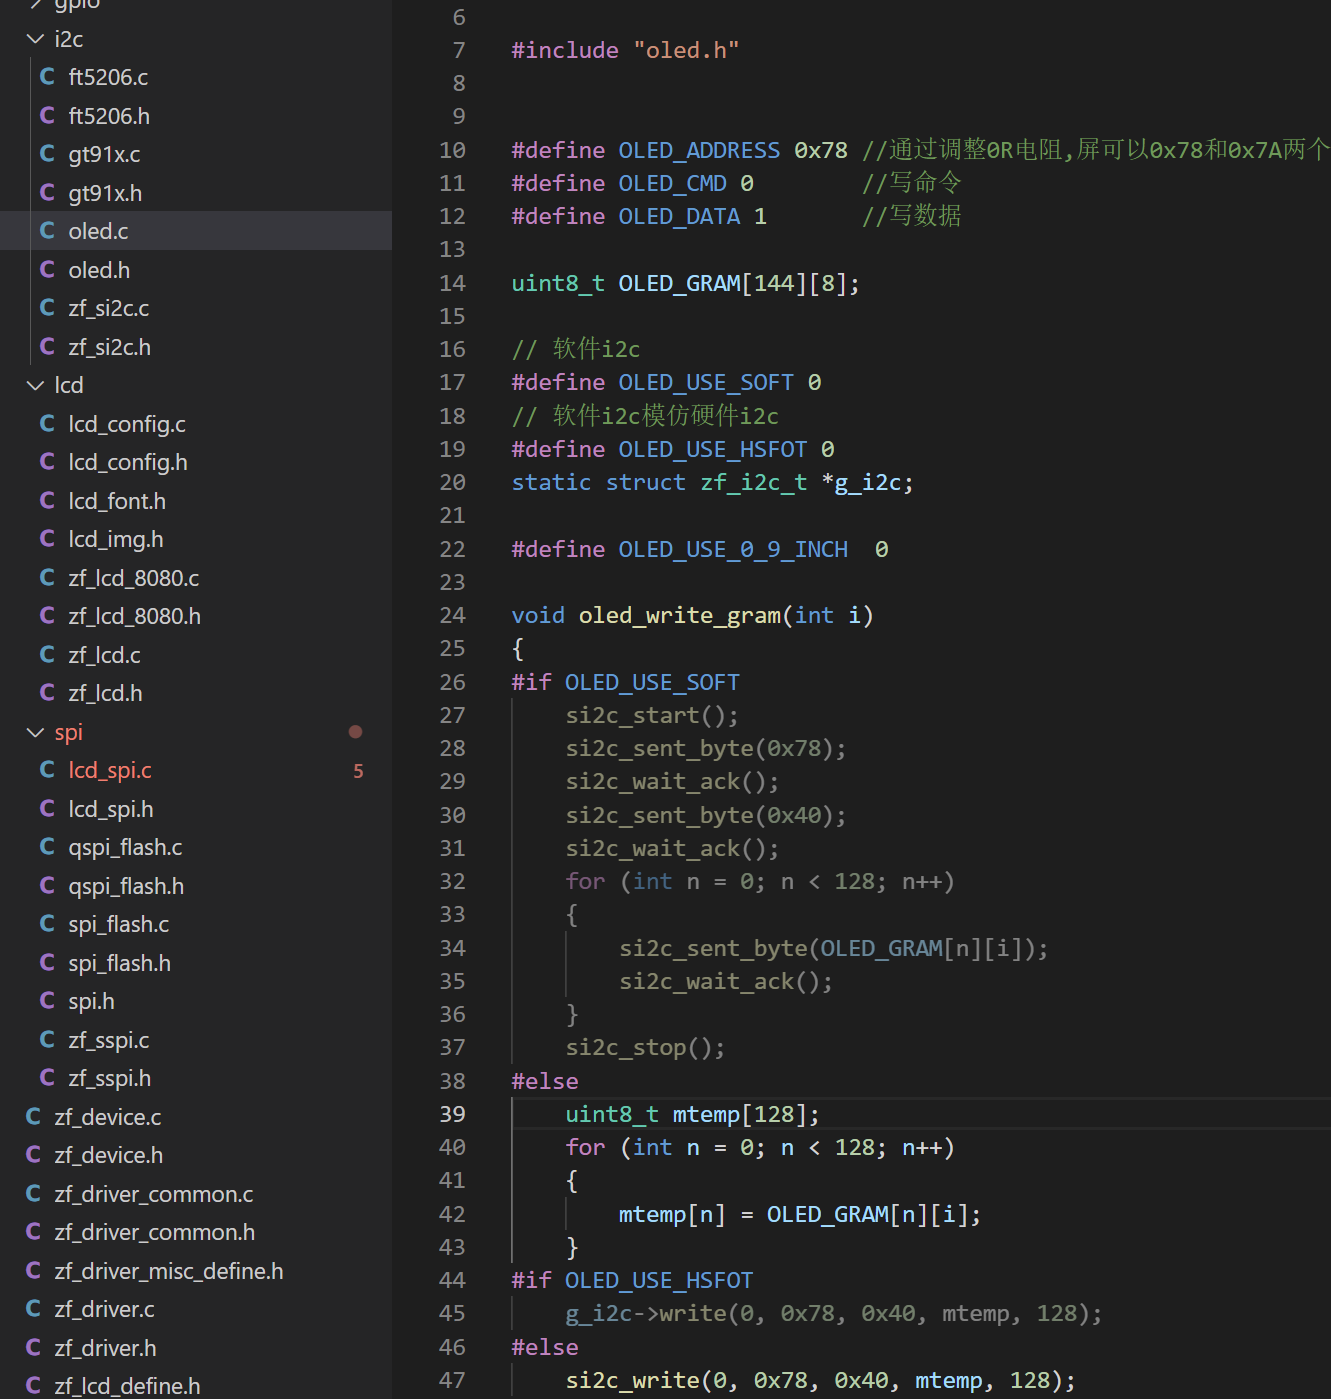 gpio
i2c
C ft5206.c
C ft5206.h
C gt91x.c
C gt91x.h
C oled.c
C oled.h
C zf_si2c.c
C zf_si2c.h
lcd
C lcd_config.c
C lcd_config.h
C lcd_font.h
C lcd_img.h
C zf_lcd_8080.c
C zf_lcd_8080.h
C zf_lcd.c
C zf_lcd.h
spi
C lcd_spi.c 5
C lcd_spi.h
C qspi_flash.c
C qspi_flash.h
C spi_flash.c
C spi_flash.h
C spi.h
C zf_sspi.c
C zf_sspi.h
C zf_device.c
C zf_device.h
C zf_driver_common.c
C zf_driver_common.h
C zf_driver_misc_define.h
C zf_driver.c
C zf_driver.h
C zf_lcd_define.h
6
7 #include "oled.h"
8
9
10 #define OLED_ADDRESS 0x78 //通过调整0R电阻,屏可以0x78和0x7A两个
11 #define OLED_CMD 0 //写命令
12 #define OLED_DATA 1 //写数据
13
14 uint8_t OLED_GRAM[144][8];
15
16 // 软件i2c
17 #define OLED_USE_SOFT 0
18 // 软件i2c模仿硬件i2c
19 #define OLED_USE_HSFOT 0
20 static struct zf_i2c_t *g_i2c;
21
22 #define OLED_USE_0_9_INCH 0
23
24 void oled_write_gram(int i)
25 {
26 #if OLED_USE_SOFT
27 si2c_start();
28 si2c_sent_byte(0x78);
29 si2c_wait_ack();
30 si2c_sent_byte(0x40);
31 si2c_wait_ack();
32 for (int n = 0; n < 128; n++)
33 {
34 si2c_sent_byte(OLED_GRAM[n][i]);
35 si2c_wait_ack();
36 }
37 si2c_stop();
38 #else
39 uint8_t mtemp[128];
40 for (int n = 0; n < 128; n++)
41 {
42 mtemp[n] = OLED_GRAM[n][i];
43 }
44 #if OLED_USE_HSFOT
45 g_i2c->write(0, 0x78, 0x40, mtemp, 128);
46 #else
47 si2c_write(0, 0x78, 0x40, mtemp, 128);